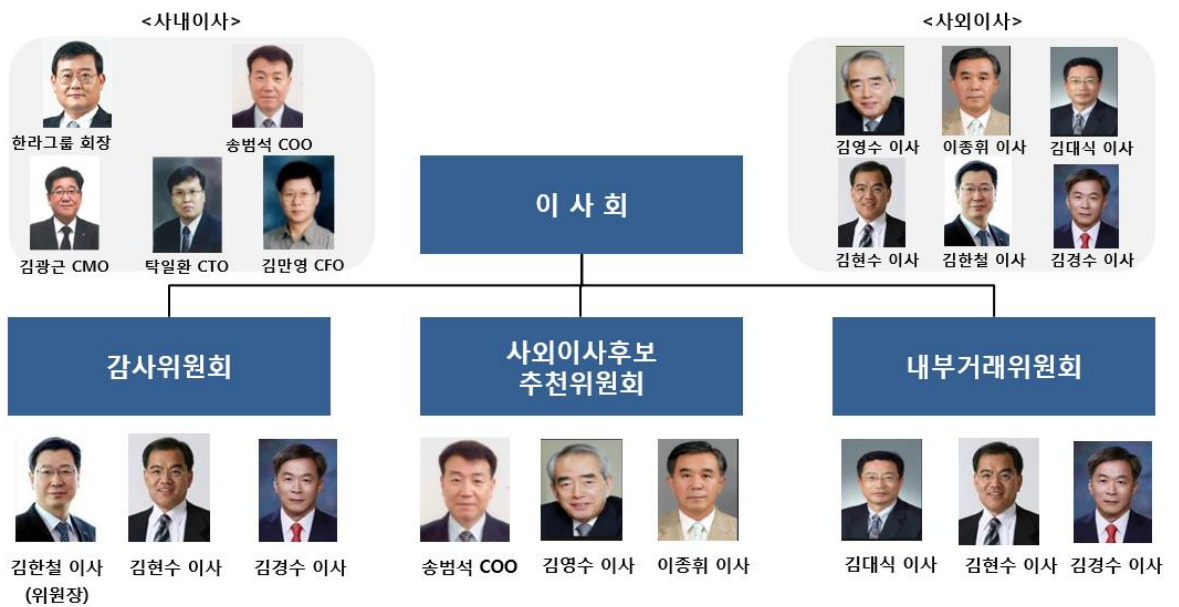 <사내이사>
<사외이사>
한라그룹 회장
송범석 COO
김영수 이사
이종휘 이사
김대식 이사
이 사 회
김광근 CMO
탁일환 CTO
김만영 CFO
김현수 이사
김한철 이사
김경수 이사
감사위원회
사외이사후보
추천위원회
내부거래위원회
김한철 이사
(위원장)
김현수 이사
김경수 이사
송범석 COO
김영수 이사
이종휘 이사
김대식 이사
김현수 이사
김경수 이사